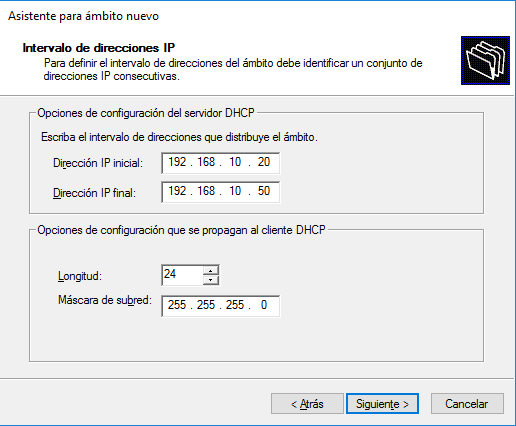 Asistente para ámbito nuevo
Intervalo de direcciones IP
Para definir el intervalo de direcciones del ámbito debe identificar un conjunto de
direcciones IP consecutivas.
Opciones de configuración del servidor DHCP
Escriba el intervalo de direcciones que distribuye el ámbito.
Dirección IP inicial: 192 . 168 . 10 . 20
Dirección IP final: 192 . 168 . 10 . 50
Opciones de configuración que se propagan al cliente DHCP
Longitud: 24
Máscara de subred: 255 . 255 . 255 . 0
< Atrás Siguiente > Cancelar